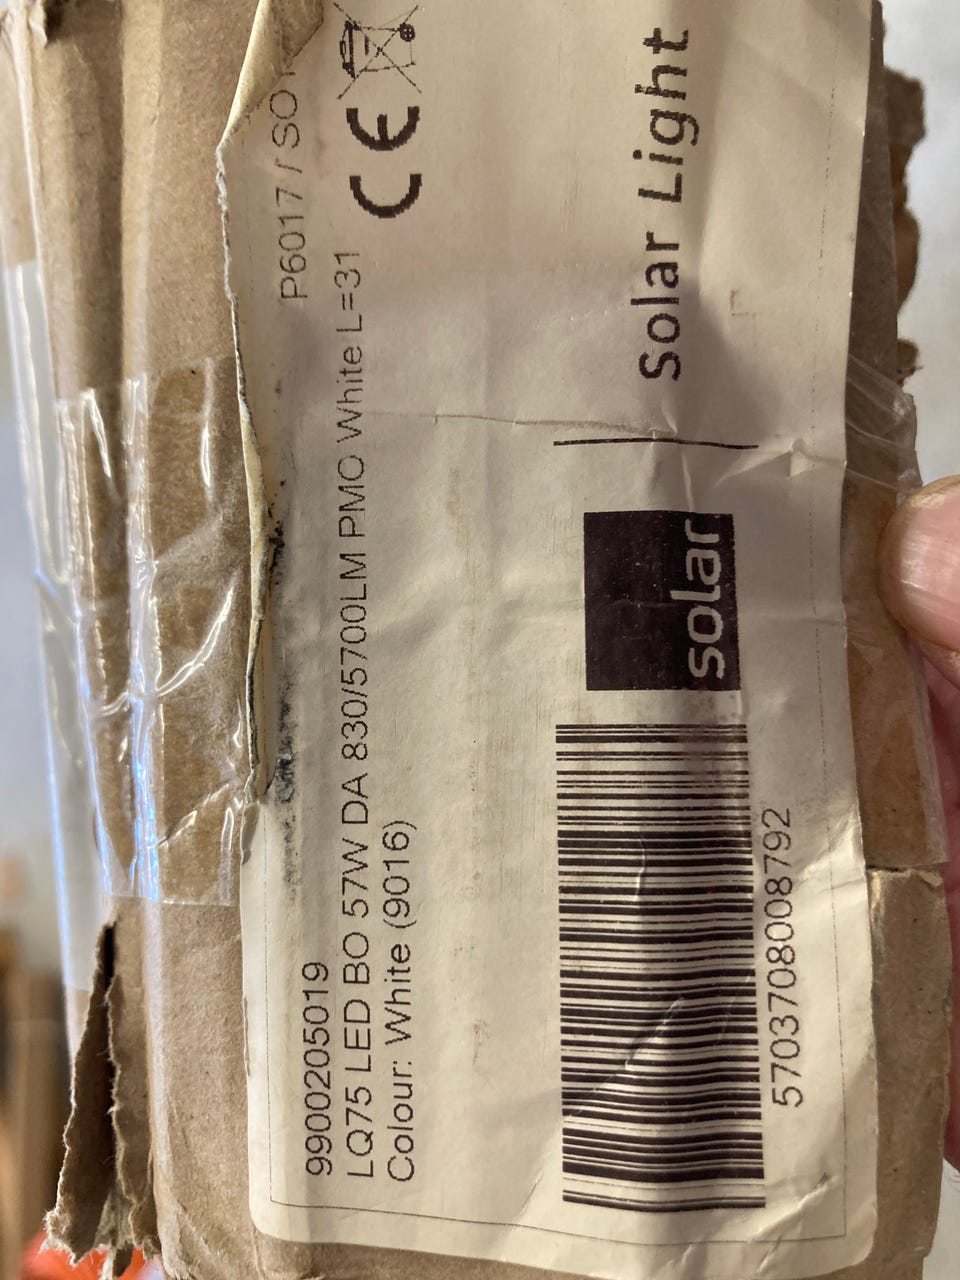 9900205019
P6017 / SO
LQ75 LED BO 57W DA 830/5700LM PMO White L=31
Colour: White (9016)
CE
solar
Solar Light
5703708008792